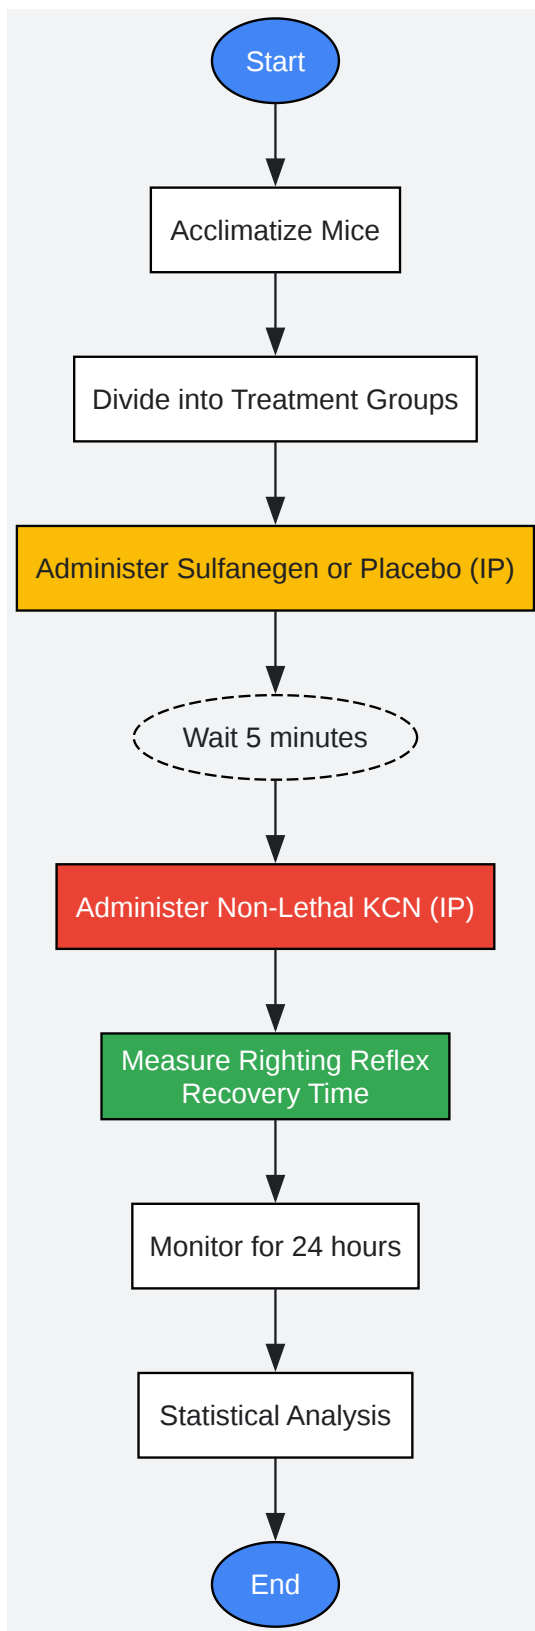 Start
Acclimatize Mice
Divide into Treatment Groups
Administer Sulfanegen or Placebo (IP)
Wait 5 minutes
Administer Non-Lethal KCN (IP)
Measure Righting Reflex
Recovery Time
Monitor for 24 hours
Statistical Analysis
End